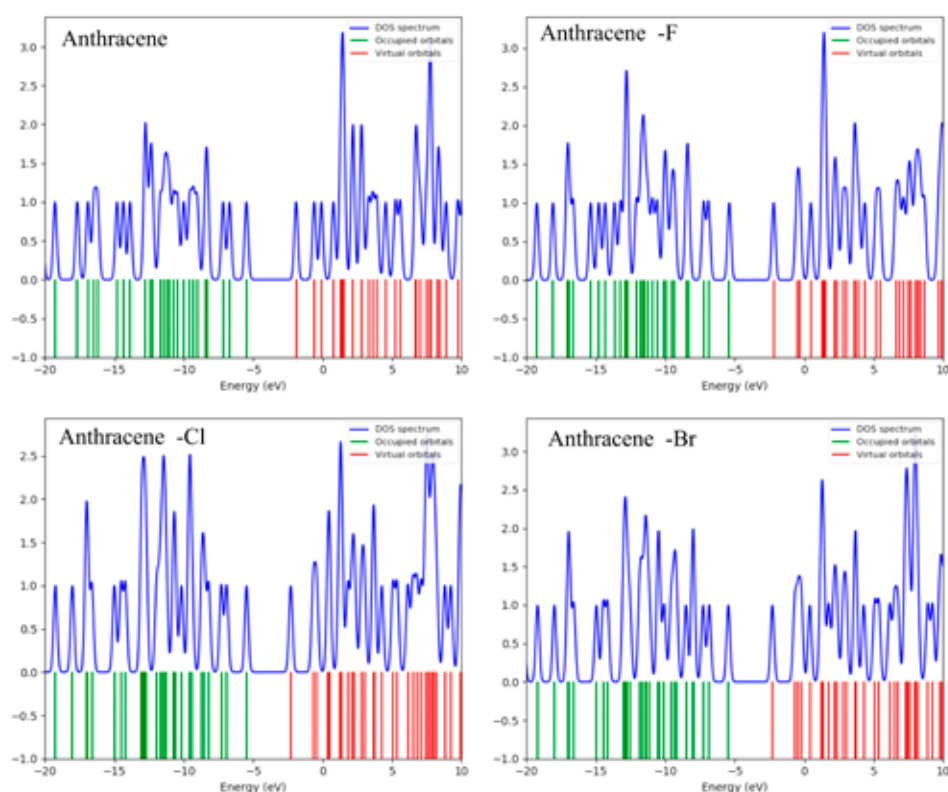 Anthracene
DOS spectrum
Occupied orbitals
Virtual orbitals
3.0
2.5
2.0
1.5
1.0
0.5
0.0
−0.5
−1.0
−20 −15 −10 −5 0 5 10
Energy (eV)
Anthracene -F
DOS spectrum
Occupied orbitals
Virtual orbitals
3.0
2.5
2.0
1.5
1.0
0.5
0.0
−0.5
−1.0
−20 −15 −10 −5 0 5 10
Energy (eV)
Anthracene -Cl
DOS spectrum
Occupied orbitals
Virtual orbitals
2.5
2.0
1.5
1.0
0.5
0.0
−0.5
−1.0
−20 −15 −10 −5 0 5 10
Energy (eV)
Anthracene -Br
DOS spectrum
Occupied orbitals
Virtual orbitals
3.0
2.5
2.0
1.5
1.0
0.5
0.0
−0.5
−1.0
−20 −15 −10 −5 0 5 10
Energy (eV)